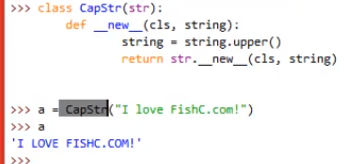 >>> class CapStr(str):
        def __new__(cls, string):
                string = string.upper()
                return str.__new__(cls, string)
>>> a = CapStr("I love FishC.com!")
>>> a
'I LOVE FISHC.COM!'
>>>